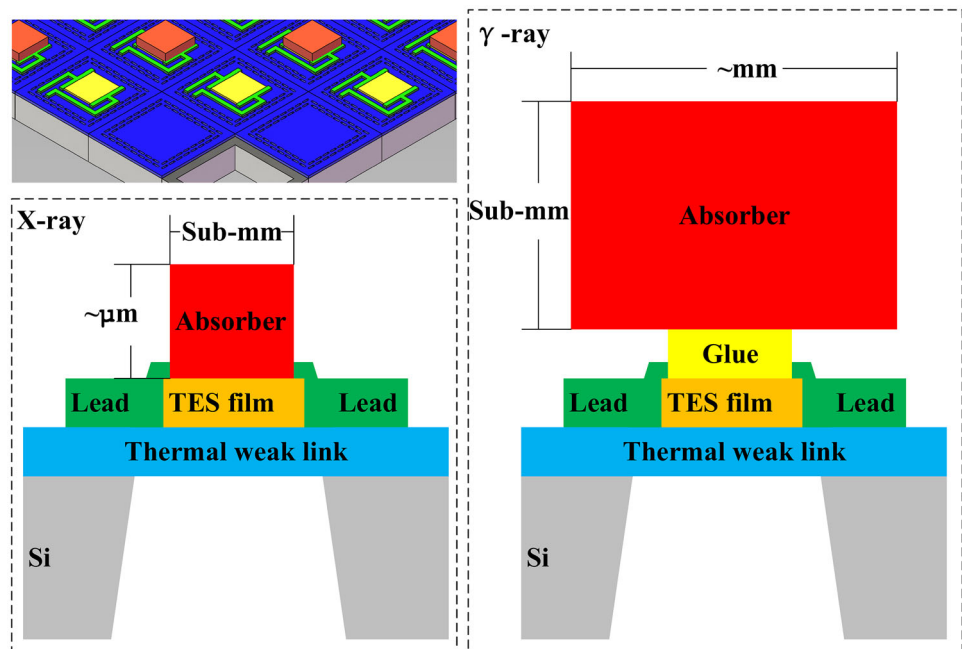 X-ray
Sub-mm
~μm
Absorber
Lead
TES film
Lead
Thermal weak link
Si
γ -ray
~mm
Sub-mm
Absorber
Glue
Lead
TES film
Lead
Thermal weak link
Si